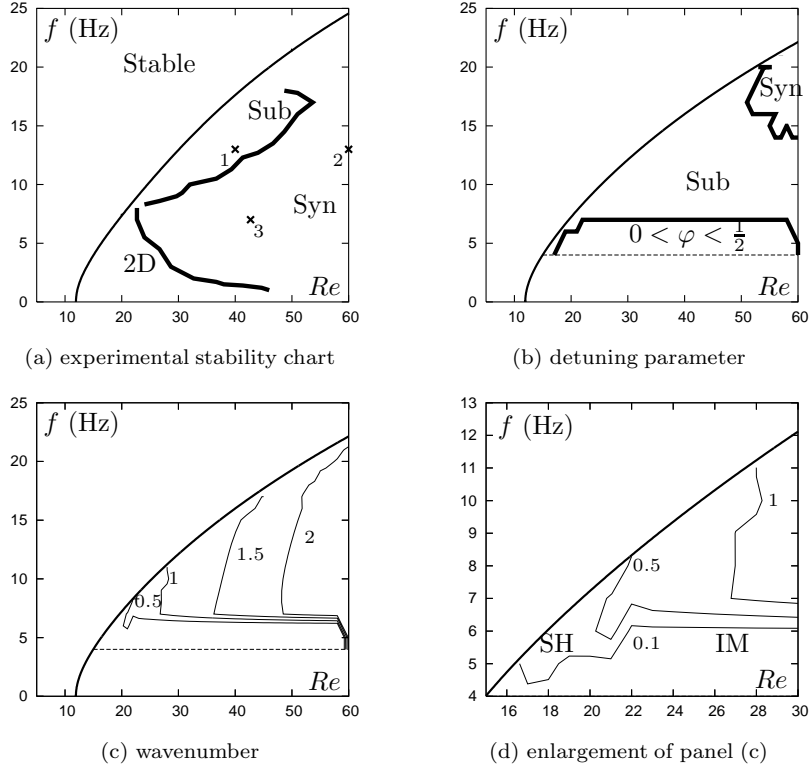 f (Hz)
25
20
15
10
5
0
Stable
Sub
1
2
Syn
3
2D
Re
10 20 30 40 50 60
(a) experimental stability chart
f (Hz)
25
20
15
10
5
0
Syn
Sub
0 < φ < 1/2
Re
10 20 30 40 50 60
(b) detuning parameter
f (Hz)
25
20
15
10
5
0
2
1.5
1
0.5
Re
10 20 30 40 50 60
(c) wavenumber
f (Hz)
13
12
11
10
9
8
7
6
5
4
1
0.5
SH
0.1
IM
Re
16 18 20 22 24 26 28 30
(d) enlargement of panel (c)